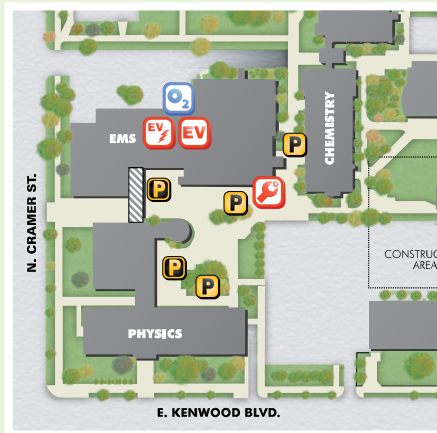 O2
EMS
EV
EV
P
CHEMISTRY
P
P
N. CRAMER ST.
CONSTRUC
AREA
P
P
PHYSICS
E. KENWOOD BLVD.